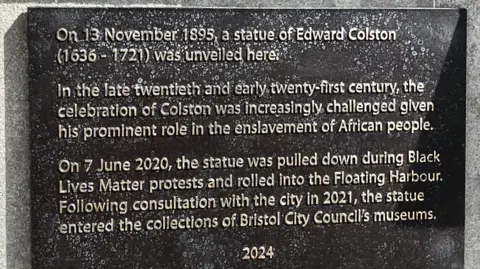 On 13 November 1895, a statue of Edward Colston
(1636 - 1721) was unveiled here.
In the late twentieth and early twenty-first century, the
celebration of Colston was increasingly challenged given
his prominent role in the enslavement of African people.
On 7 June 2020, the statue was pulled down during Black
Lives Matter protests and rolled into the Floating Harbour.
Following consultation with the city in 2021, the statue
entered the collections of Bristol City Council's museums.
2024